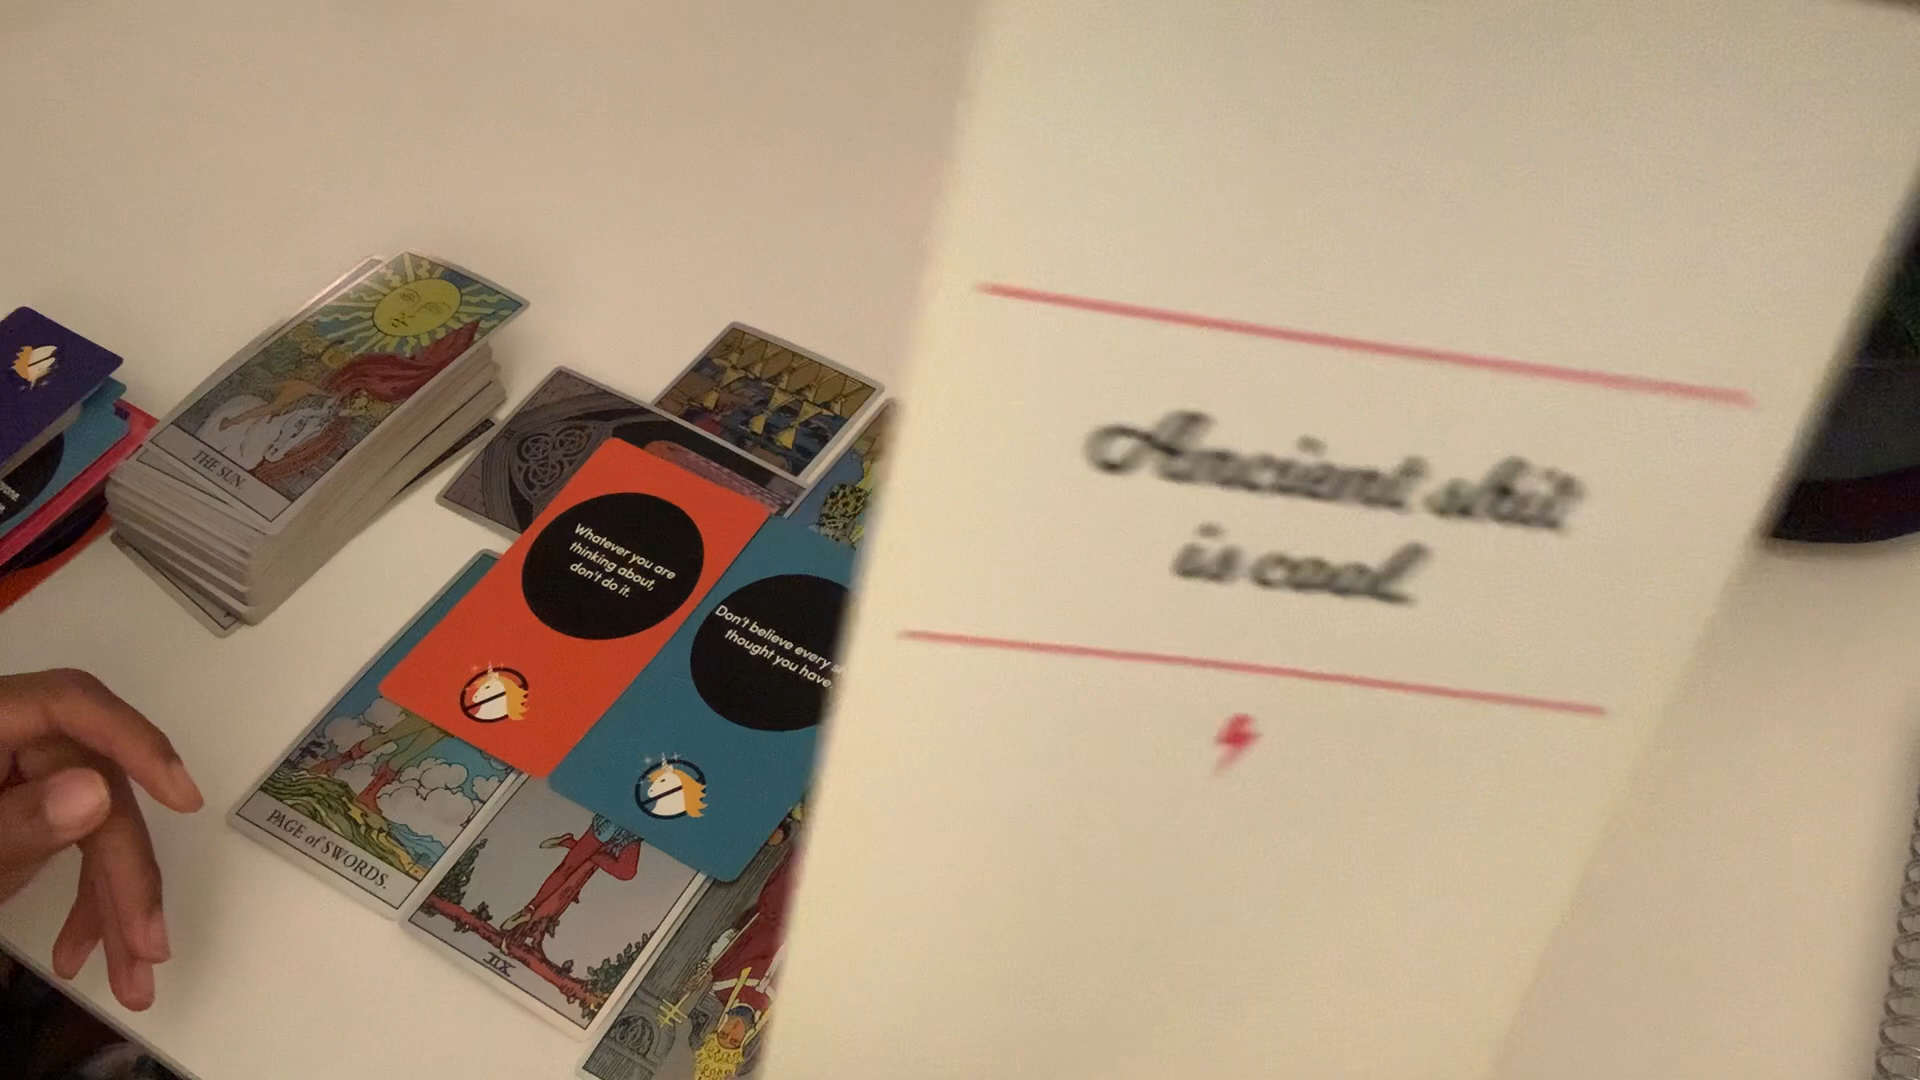 Ancient shit
is cool
THE SUN.
Whatever you are
thinking about,
don't do it.
Don't believe every
thought you have.
PAGE of SWORDS.
XII